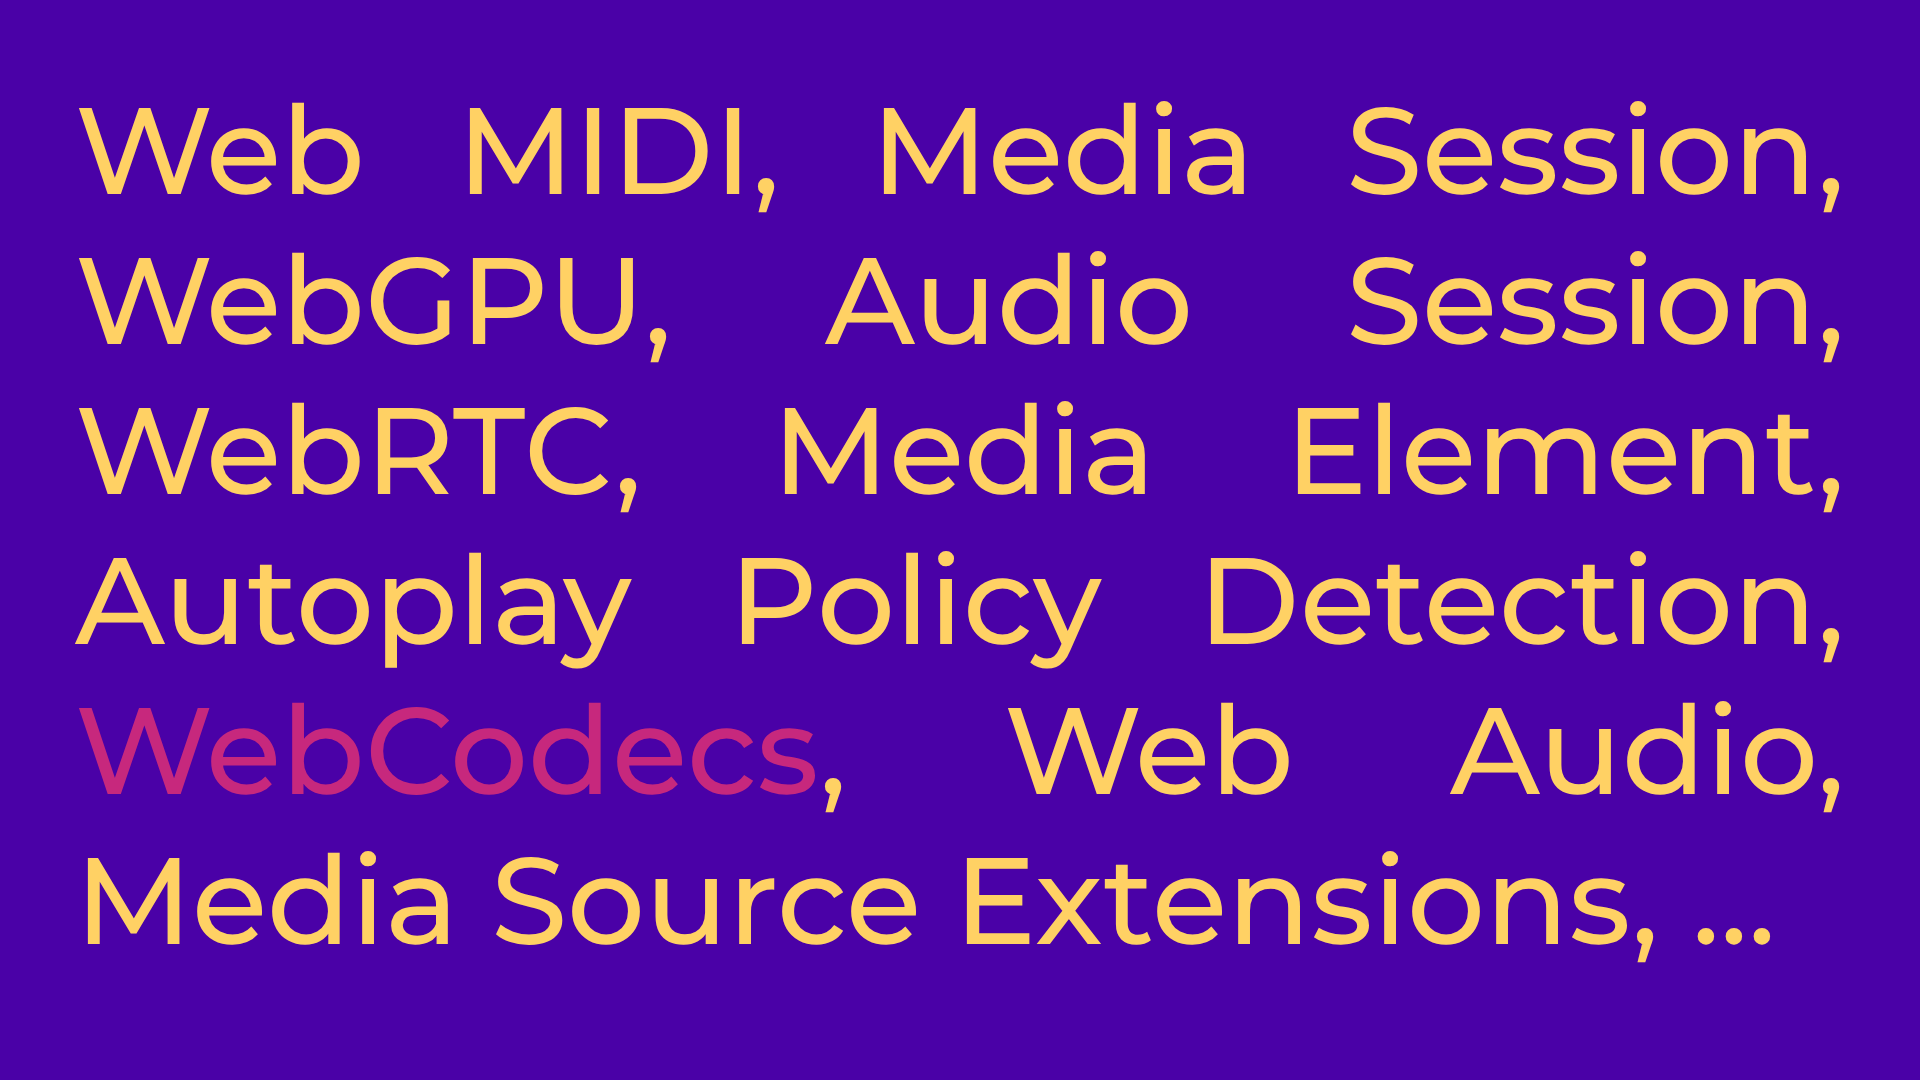 Web MIDI, Media Session,
WebGPU, Audio Session,
WebRTC, Media Element,
Autoplay Policy Detection,
WebCodecs, Web Audio,
Media Source Extensions, ...